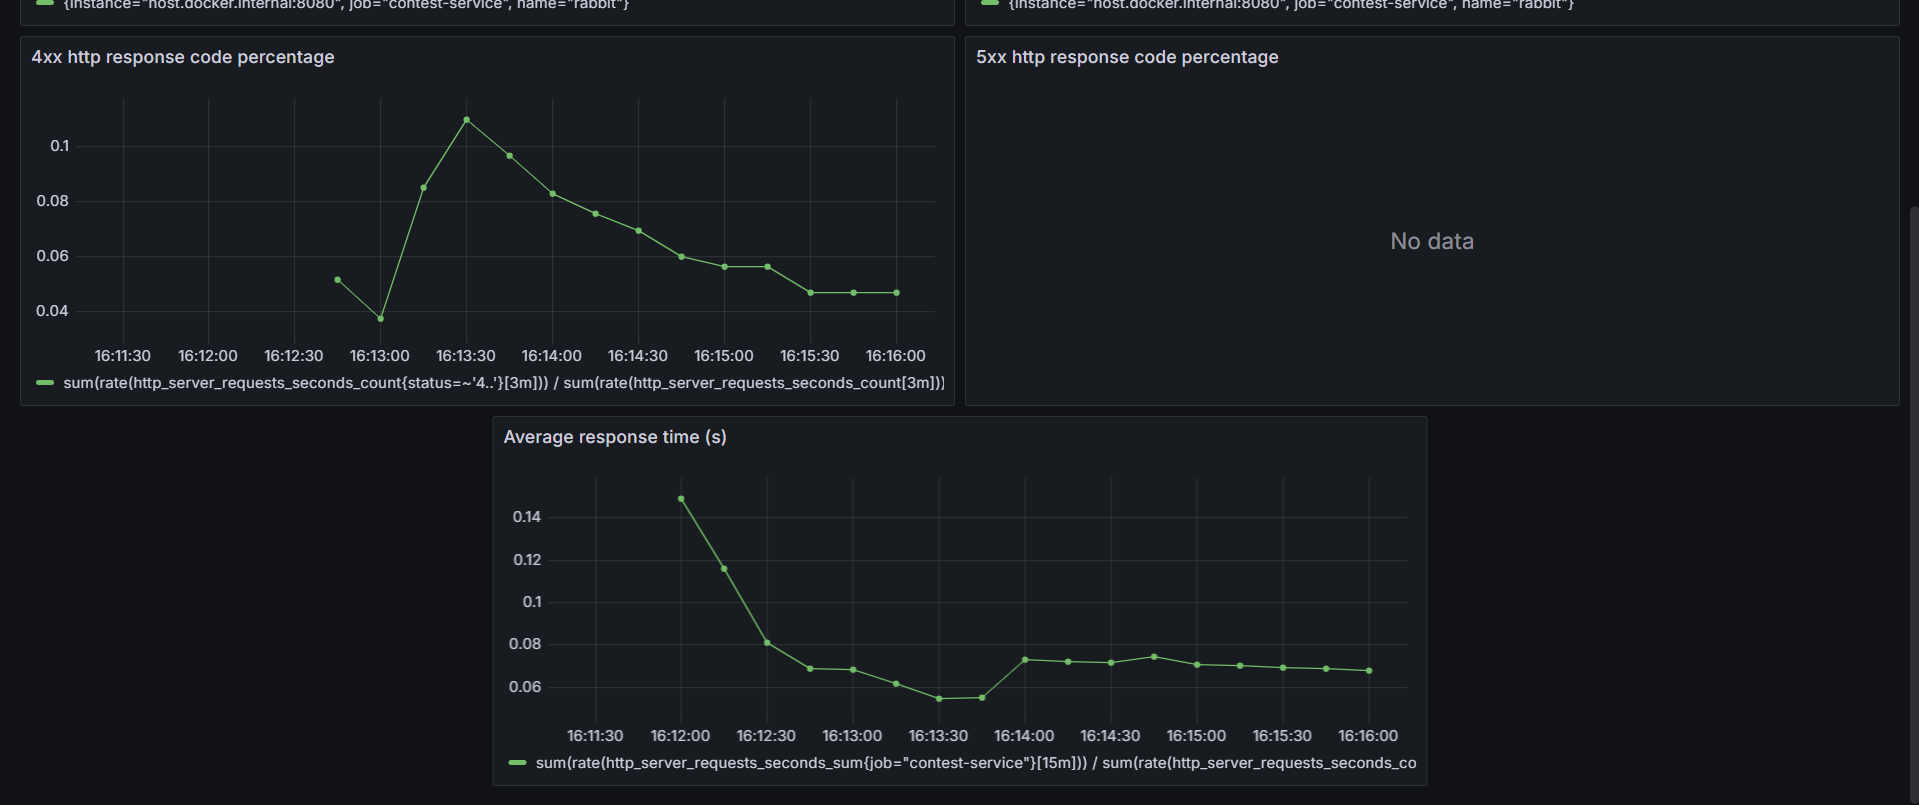 {instance="host.docker.internal:8080", job="contest-service", name="rabbit"}
{instance="host.docker.internal:8080", job="contest-service", name="rabbit"}
4xx http response code percentage
0.1
0.08
0.06
0.04
16:11:30 16:12:00 16:12:30 16:13:00 16:13:30 16:14:00 16:14:30 16:15:00 16:15:30 16:16:00
sum(rate(http_server_requests_seconds_count{status=~'4..'}[3m])) / sum(rate(http_server_requests_seconds_count[3m]))
5xx http response code percentage
No data
Average response time (s)
0.14
0.12
0.1
0.08
0.06
16:11:30 16:12:00 16:12:30 16:13:00 16:13:30 16:14:00 16:14:30 16:15:00 16:15:30 16:16:00
sum(rate(http_server_requests_seconds_sum{job="contest-service"}[15m])) / sum(rate(http_server_requests_seconds_co